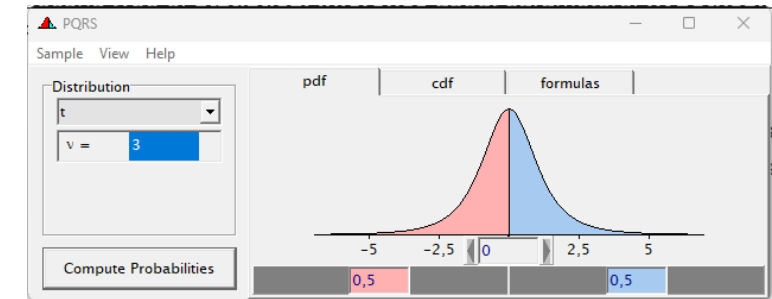 PQRS
Sample View Help
Distribution
t
ν = 3
Compute Probabilities
pdf cdf formulas
-5 -2,5 0 2,5 5
0,5 0,5